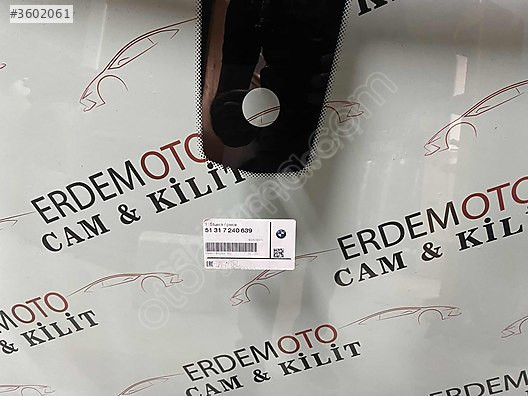 #3602061
ERDEMOTO
CAM & KİLİT
ERDEMOTO
CAM & KİLİT
51 31 7 240 639
ERDEMOTO
CAM & KİLİT
ERDEMOTO
CAM & KİLİT